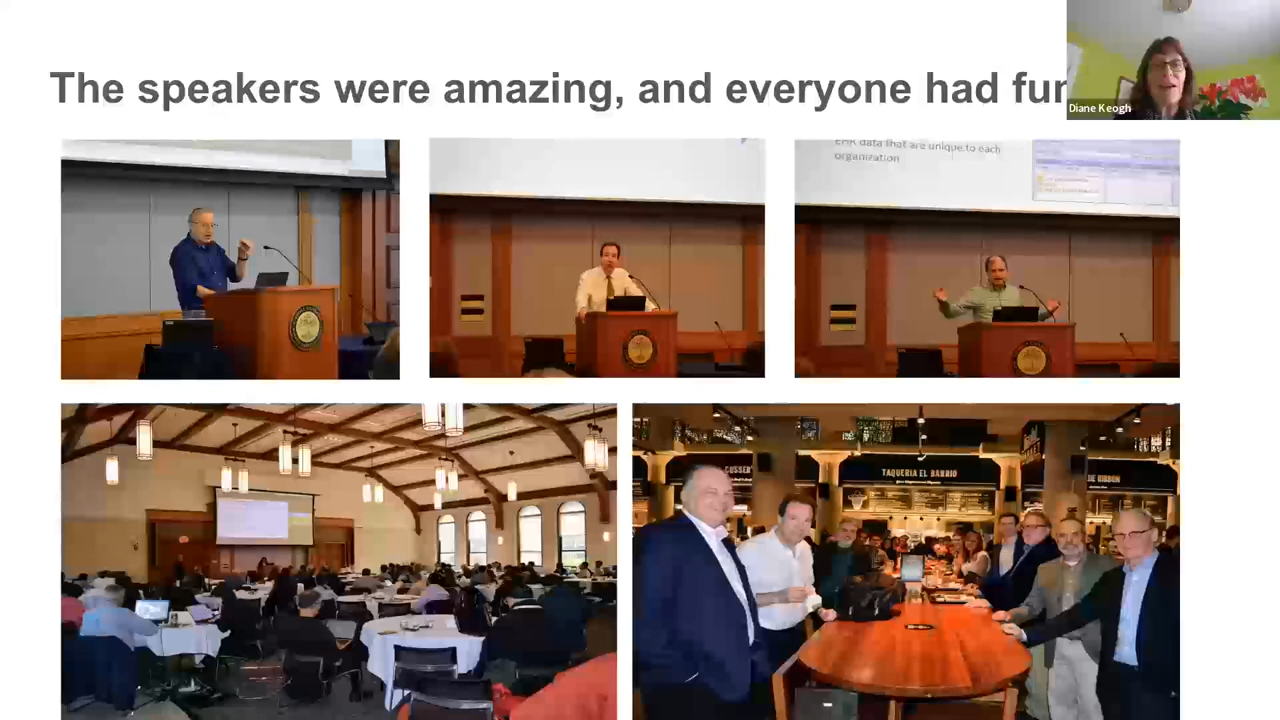 The speakers were amazing, and everyone had fun
Diane Keogh
EHR data that are unique to each
organization
TAQUERIA EL BARRIO